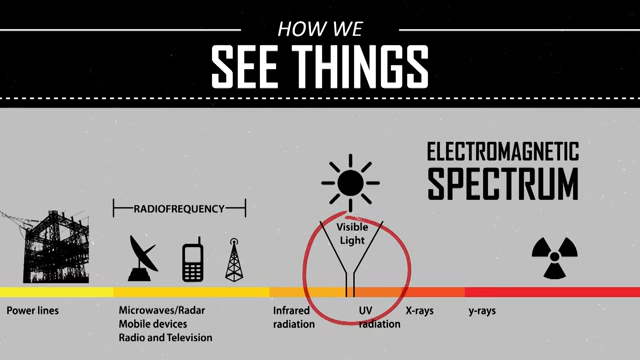 HOW WE
SEE THINGS
ELECTROMAGNETIC
SPECTRUM
RADIOFREQUENCY
Visible
Light
Power lines
Microwaves/Radar
Mobile devices
Radio and Television
Infrared
radiation
UV
radiation
X-rays
y-rays